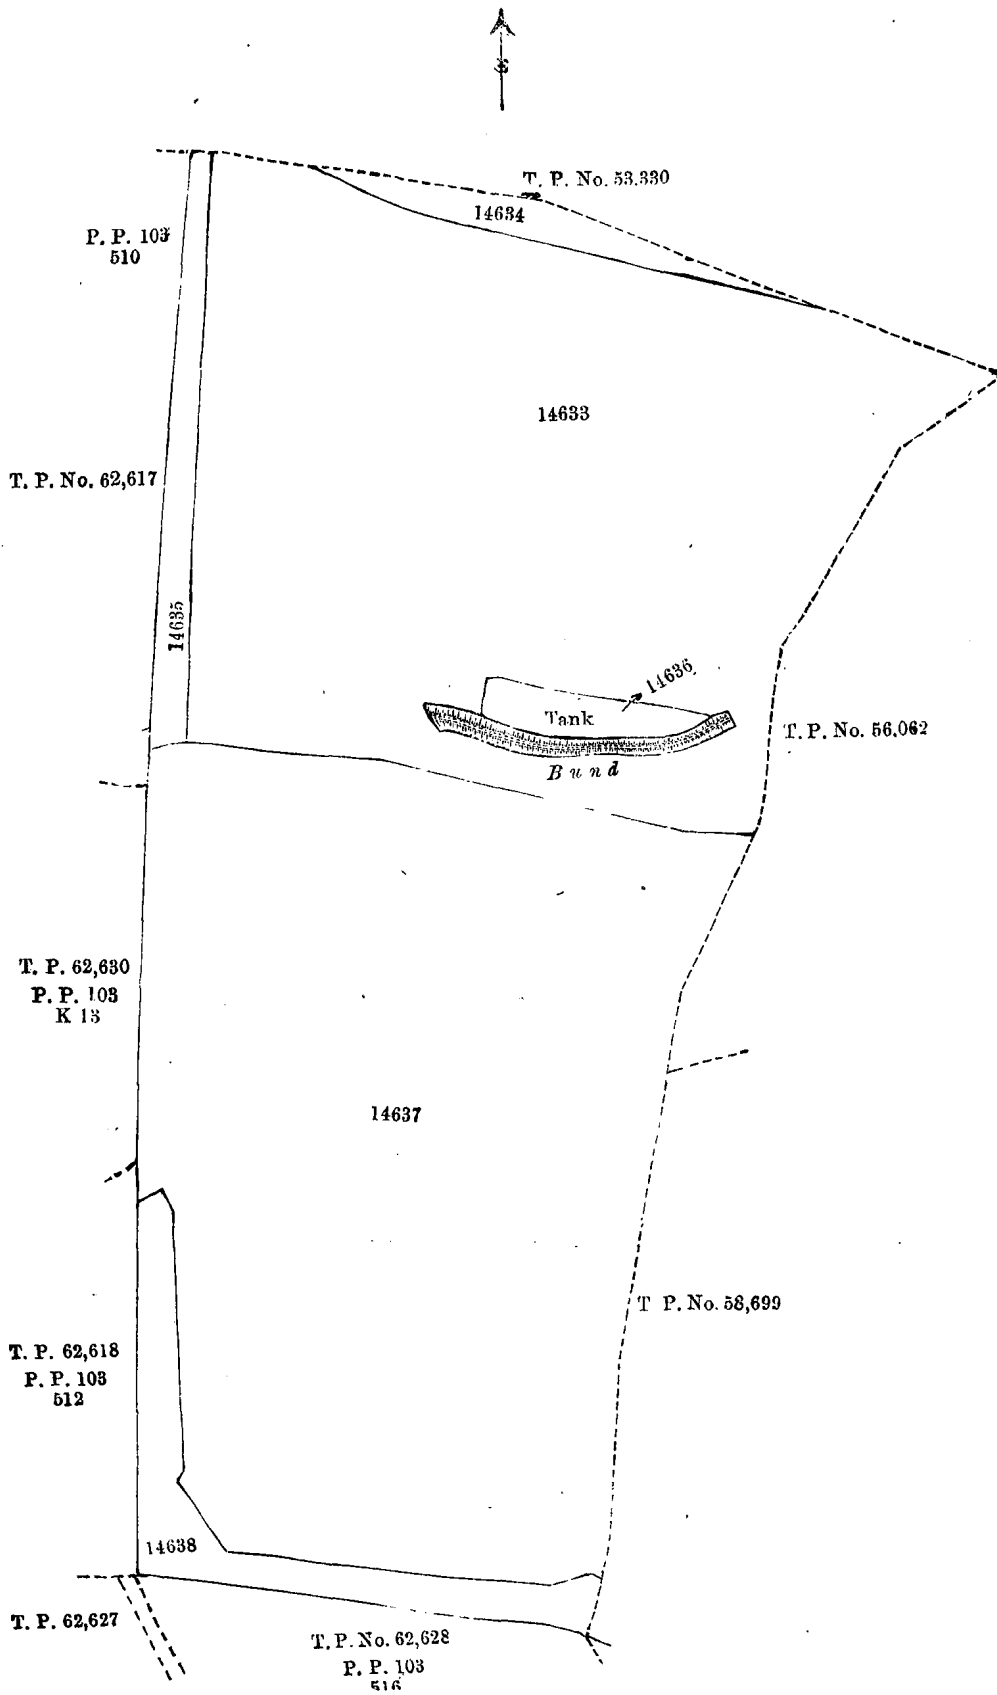 T. P. No. 53,330
14634
P. P. 103
510
14633
T. P. No. 62,617
14635
14636
Tank
T. P. No. 56,062
Bund
T. P. 62,630
P. P. 103
K 13
14637
T P. No. 58,699
T. P. 62,618
P. P. 103
512
14638
T. P. 62,627
T. P. No. 62,628
P. P. 103
516